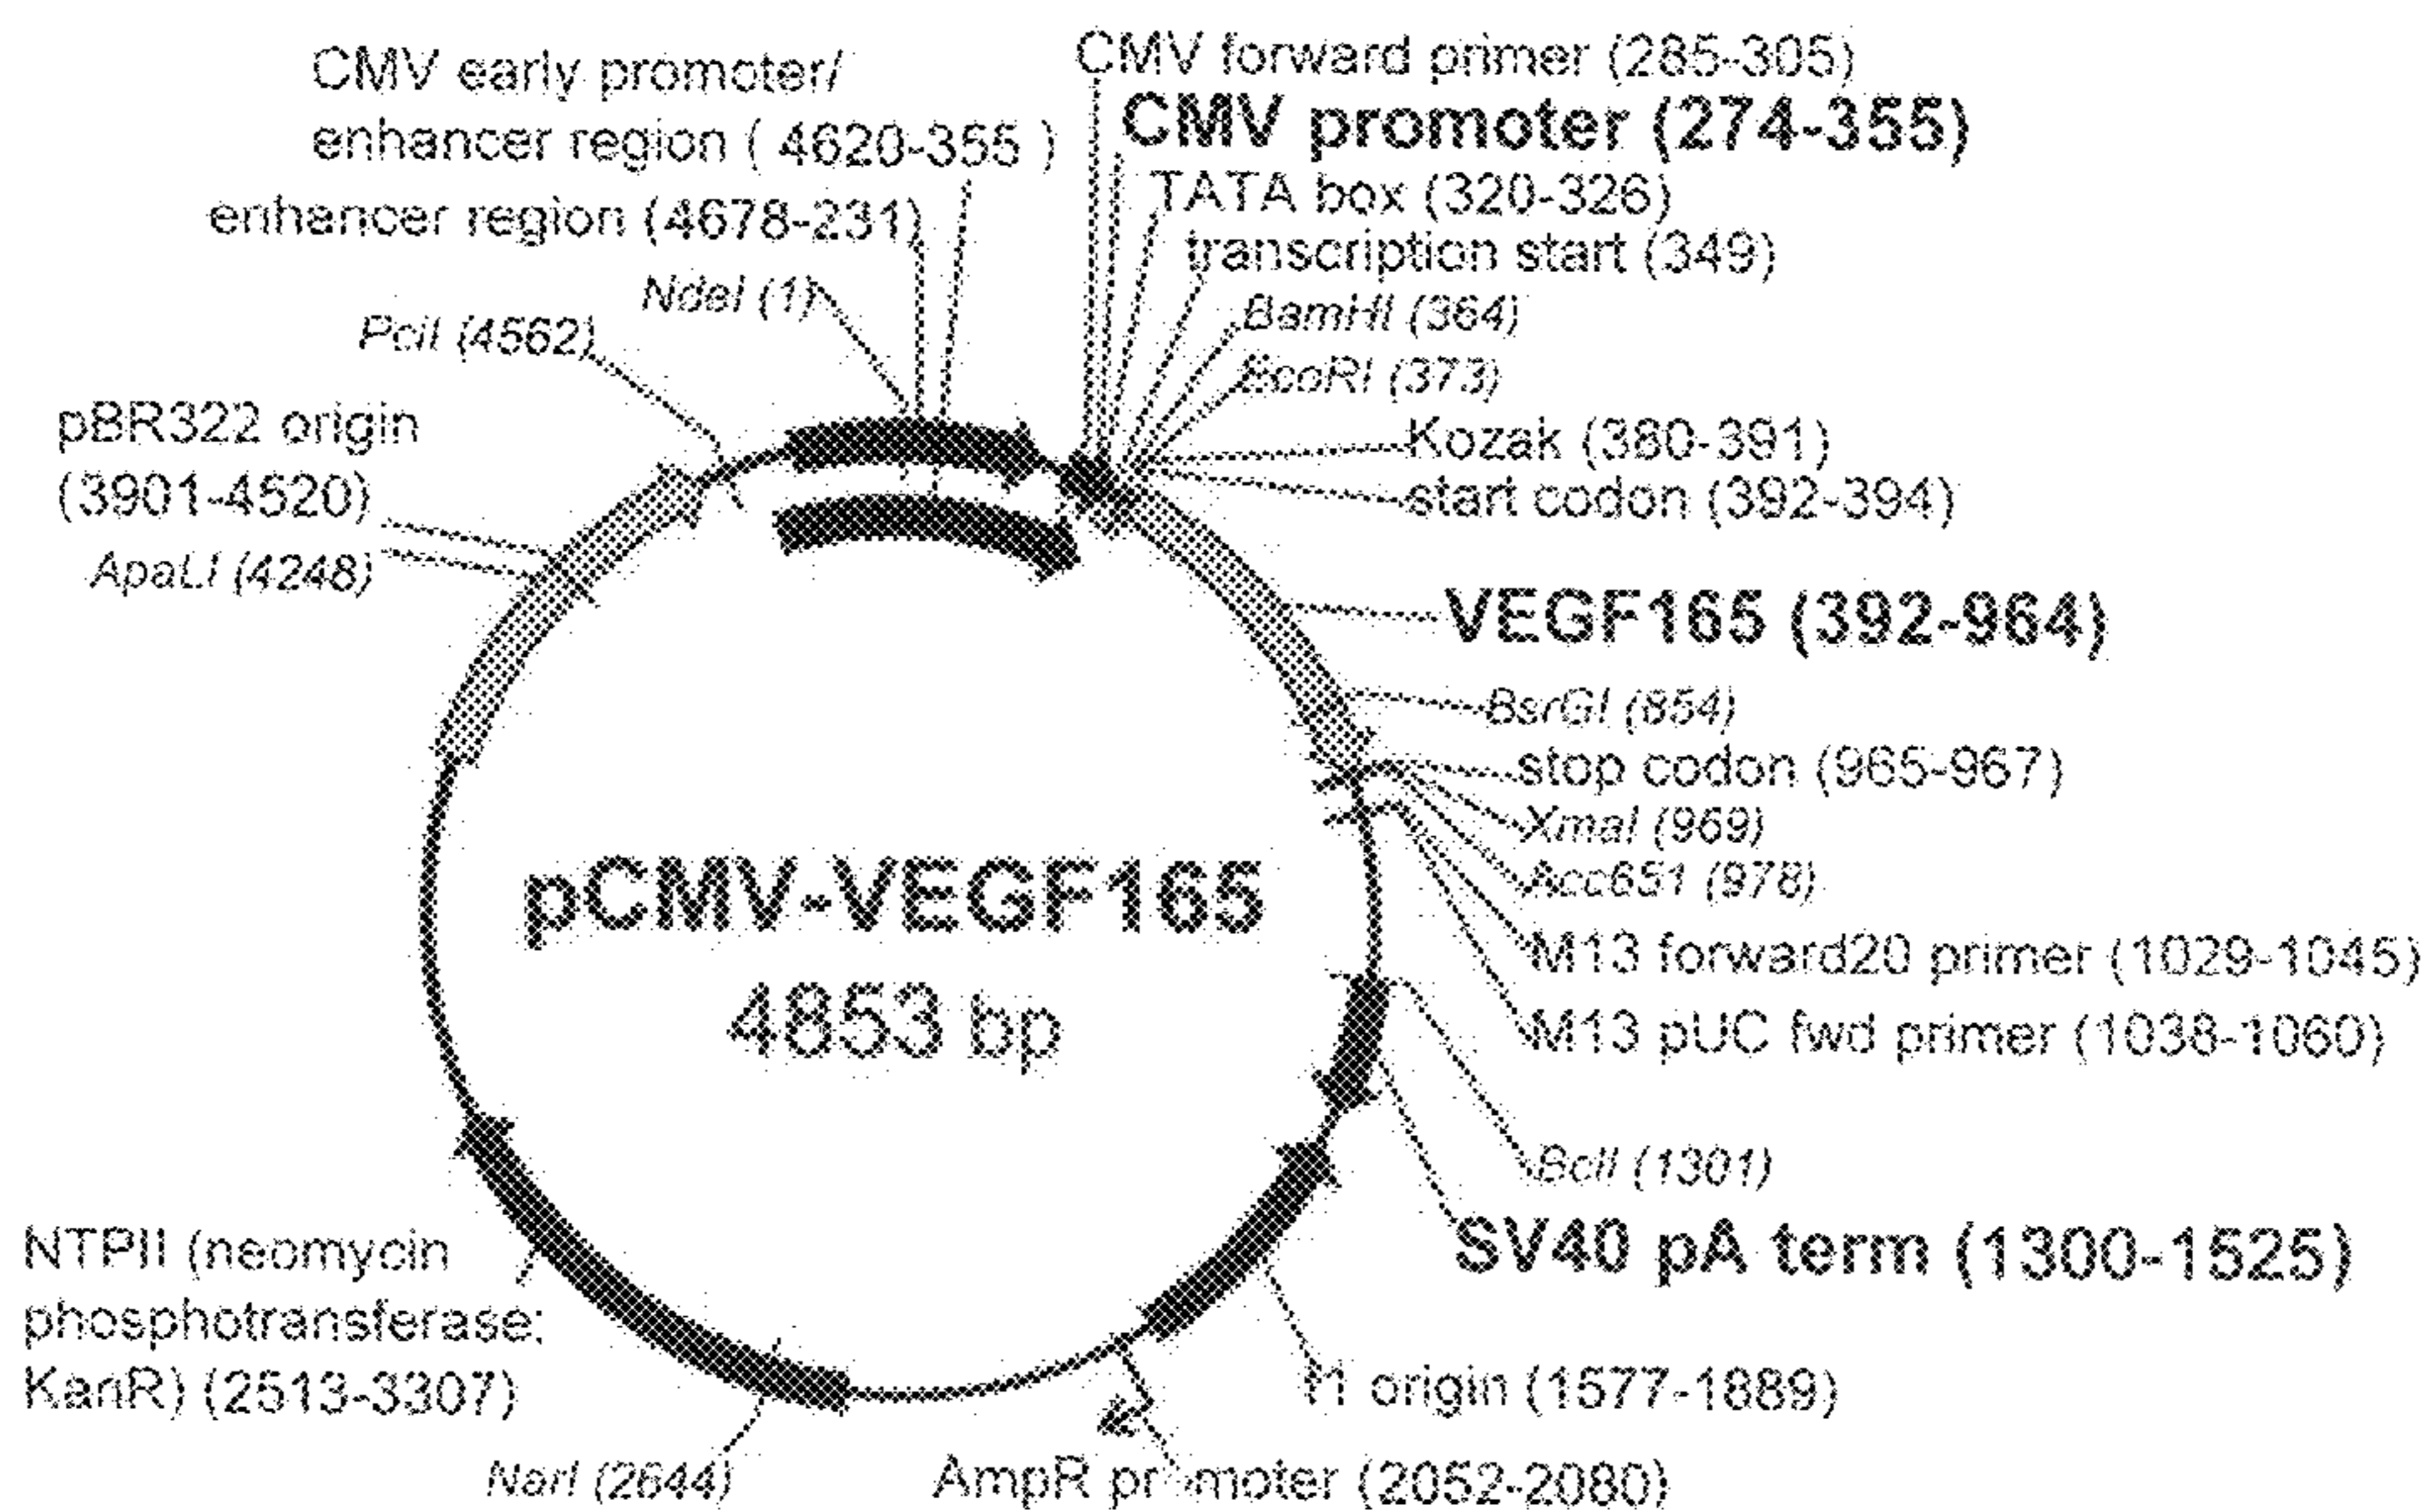 CMV early promoter/
enhancer region ( 4620-355 )
enhancer region (4678-231)
NdeI (1)
PciI (4562)
pBR322 origin
(3901-4520)
ApaLI (4248)
CMV forward primer (285-305)
CMV promoter (274-355)
TATA box (320-326)
transcription start (349)
BamHI (364)
EcoRI (373)
Kozak (380-391)
start codon (392-394)
VEGF165 (392-964)
BsrGI (854)
stop codon (965-967)
XmaI (969)
Acc651 (978)
M13 forward20 primer (1029-1045)
M13 pUC fwd primer (1038-1060)
BclI (1301)
SV40 pA term (1300-1525)
f1 origin (1577-1889)
AmpR promoter (2052-2080)
NarI (2644)
NTPII (neomycin
phosphotransferase;
KanR) (2513-3307)
pCMV-VEGF165
4853 bp